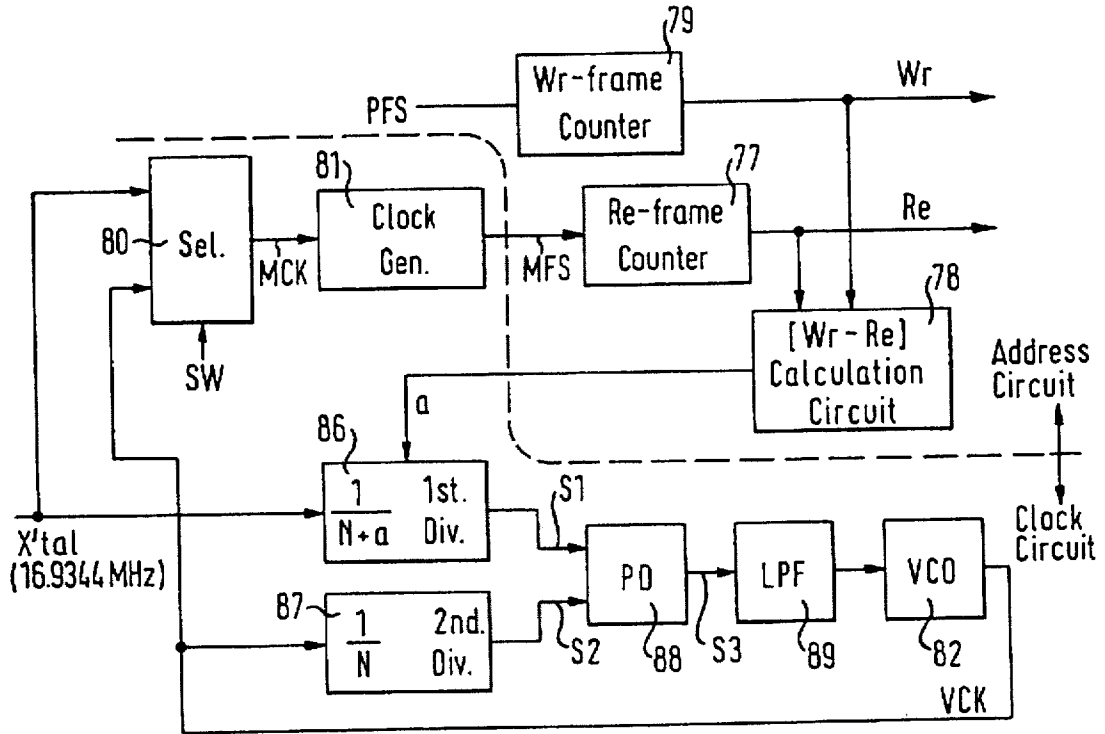 79
Wr-frame
Counter
Wr
PFS
81
Clock
Gen.
77
Re-frame
Counter
Re
80
Sel.
MCK
MFS
SW
78
[Wr-Re]
Calculation
Circuit
Address
Circuit
a
86
1
N+a
1st.
Div.
S1
Clock
Circuit
X'tal
(16.9344 MHz)
PD
LPF
VCO
87
1
N
2nd.
Div.
S2
88
S3
89
82
VCK